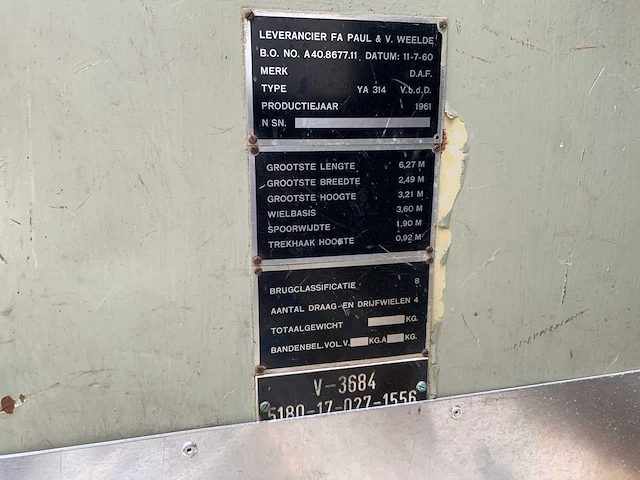 LEVERANCIER FA PAUL & V. WEELDE
B.O. NO. A40.8677.11 DATUM: 11-7-60
MERK D.A.F.
TYPE YA 314 V.b.d.D.
PRODUCTIEJAAR 1961
N SN.
GROOTSTE LENGTE 6,27 M
GROOTSTE BREEDTE 2,49 M
GROOTSTE HOOGTE 3,21 M
WIELBASIS 3,60 M
SPOORWIJDTE 1,90 M
TREKHAAK HOOGTE 0,92 M
BRUGCLASSIFICATIE 8
AANTAL DRAAG-EN DRIJFWIELEN 4
TOTAALGEWICHT KG.
BANDENBEL.VOL.V. KG.A KG.
V-3684
5180-17-027-1556